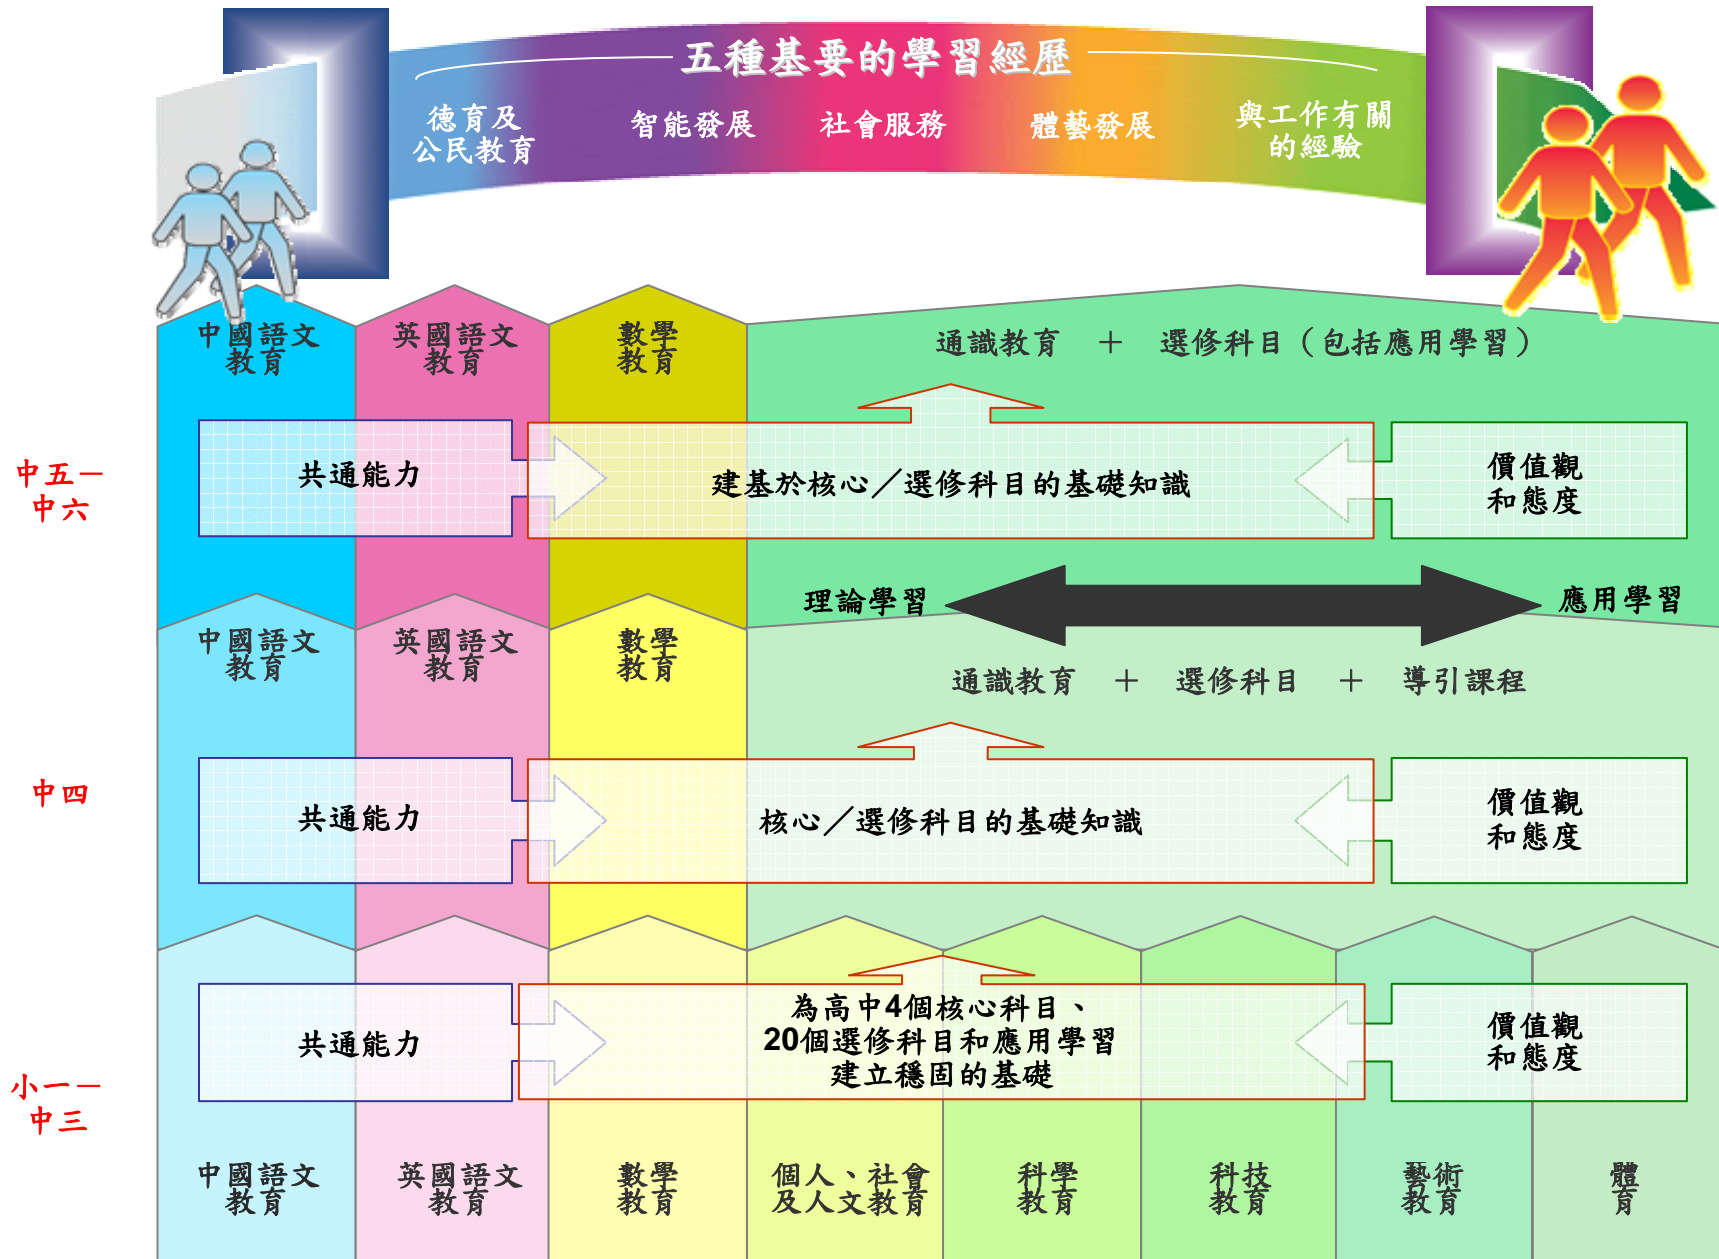 五種基要的學習經歷
德育及
公民教育
智能發展
社會服務
體藝發展
與工作有關
的經驗
中國語文
教育
英國語文
教育
數學
教育
通識教育 + 選修科目（包括應用學習）
中五－
中六
共通能力
建基於核心／選修科目的基礎知識
價值觀
和態度
理論學習
應用學習
中國語文
教育
英國語文
教育
數學
教育
通識教育 + 選修科目 + 導引課程
中四
共通能力
核心／選修科目的基礎知識
價值觀
和態度
小一－
中三
共通能力
為高中4個核心科目、
20個選修科目和應用學習
建立穩固的基礎
價值觀
和態度
中國語文
教育
英國語文
教育
數學
教育
個人、社會
及人文教育
科學
教育
科技
教育
藝術
教育
體
育